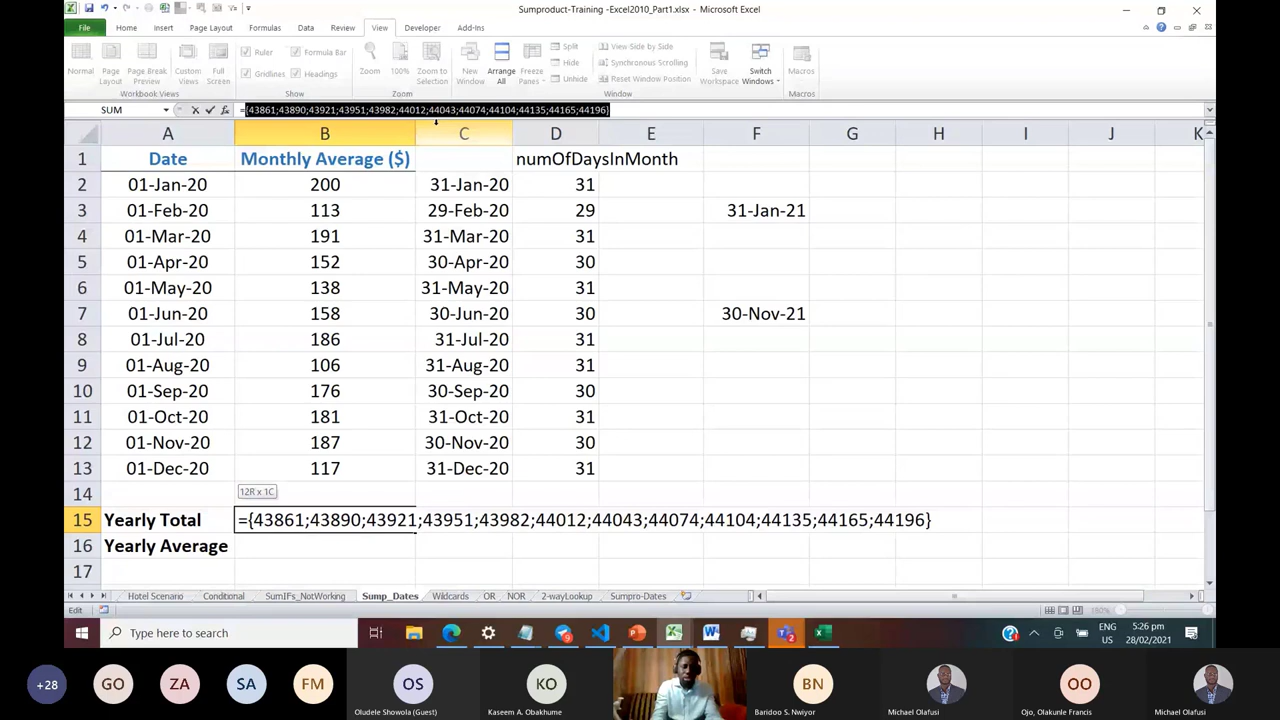 Sumproduct-Training -Excel2010_Part1.xlsx - Microsoft Excel
File Home Insert Page Layout Formulas Data Review View Developer Add-Ins
Normal Page Layout Page Break Preview Custom Views Full Screen
Workbook Views
Ruler Formula Bar
Gridlines Headings
Show
Zoom 100% Zoom to Selection
Zoom
New Window Arrange All Freeze Panes Split Hide Unhide
View Side by Side
Synchronous Scrolling
Reset Window Position
Window
Save Workspace Switch Windows
Macros
Macros
SUM fx ={43861;43890;43921;43951;43982;44012;44043;44074;44104;44135;44165;44196}
A B C D E F G H I J K
1 Date Monthly Average ($) numOfDaysInMonth
2 01-Jan-20 200 31-Jan-20 31
3 01-Feb-20 113 29-Feb-20 29 31-Jan-21
4 01-Mar-20 191 31-Mar-20 31
5 01-Apr-20 152 30-Apr-20 30
6 01-May-20 138 31-May-20 31
7 01-Jun-20 158 30-Jun-20 30 30-Nov-21
8 01-Jul-20 186 31-Jul-20 31
9 01-Aug-20 106 31-Aug-20 31
10 01-Sep-20 176 30-Sep-20 30
11 01-Oct-20 181 31-Oct-20 31
12 01-Nov-20 187 30-Nov-20 30
13 01-Dec-20 117 31-Dec-20 31
14 12R x 1C
15 Yearly Total ={43861;43890;43921;43951;43982;44012;44043;44074;44104;44135;44165;44196}
16 Yearly Average
17
Hotel Scenario Conditional SumIFs_NotWorking Sump_Dates Wildcards OR NOR 2-wayLookup Sumpro-Dates
Edit 180%
Type here to search
ENG US
5:26 pm
28/02/2021
+28 GO ZA SA FM OS KO BN OO
Oludele Showola (Guest) Kaseem A. Obakhume Baridoo S. Nwiyor Michael Olafusi Ojo, Olakunle Francis Michael Olafusi